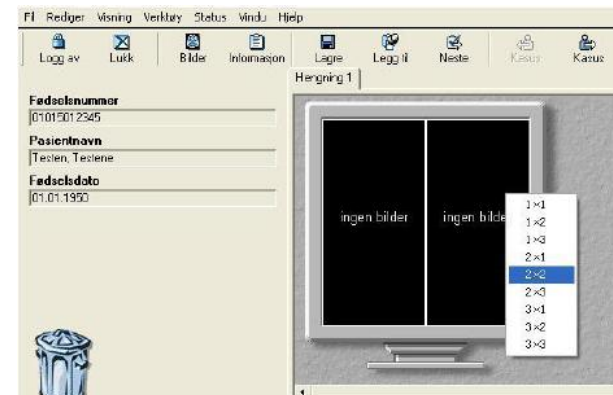 Fil Rediger Visning Verktøy Status Vindu Hjelp
Logg av Lukk Bilder Informasjon Lagre Legg til Neste Kasus Kasus
Hengning 1
Fødselsnummer
01015012345
Pasientnavn
Testen, Testene
Fødselsdato
01.01.1950
ingen bilder
ingen bilde
1×1
1×2
1×3
2×1
2×2
2×3
3×1
3×2
3×3
1